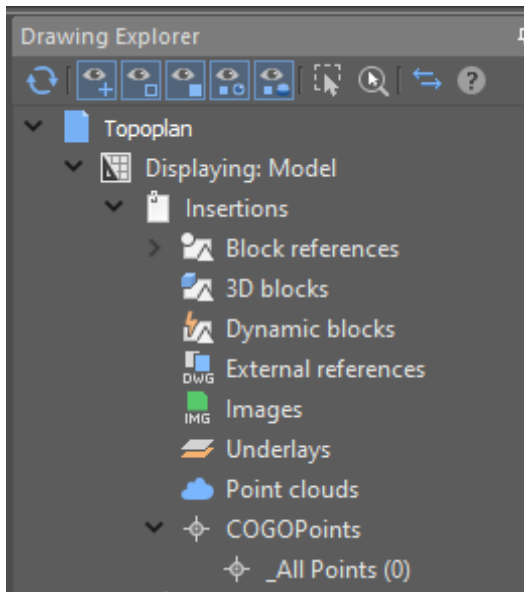 Drawing Explorer
?
Topoplan
Displaying: Model
Insertions
Block references
3D blocks
Dynamic blocks
DWG External references
IMG Images
Underlays
Point clouds
COGOPoints
_All Points (0)